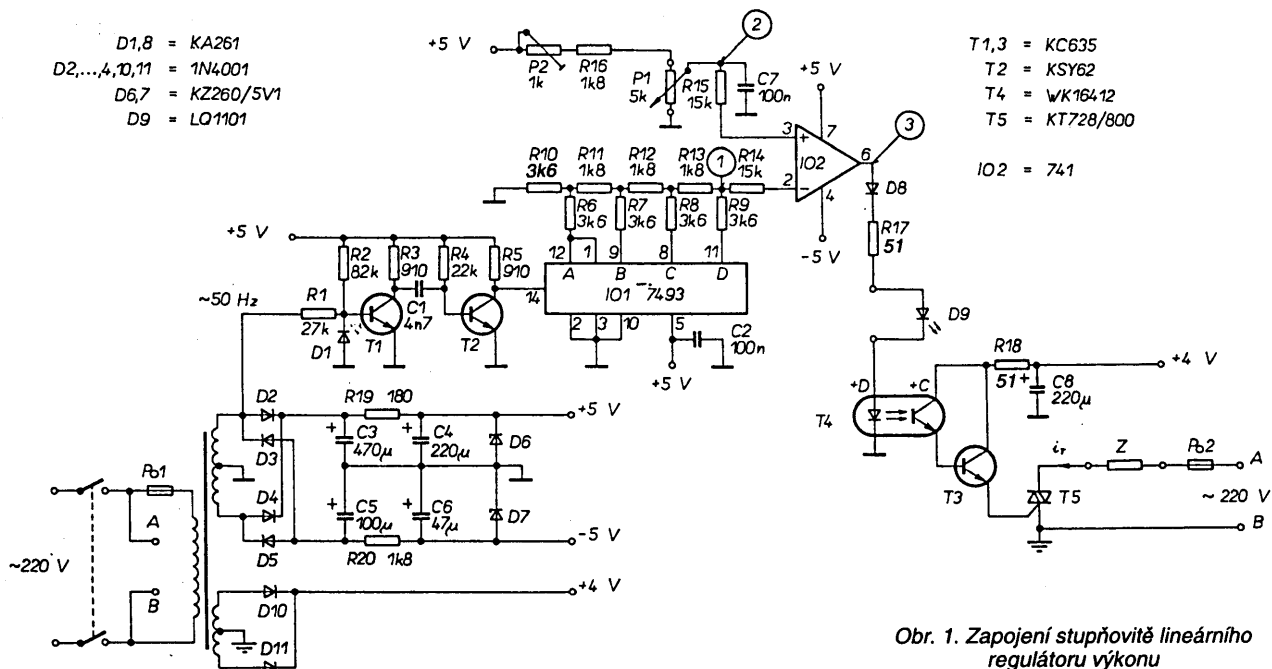 D1,8 = KA261
D2,...,4,10,11 = 1N4001
D6,7 = KZ260/5V1
D9 = LQ1101
+5 V
P2
1k
R16
1k8
P1
5k
R15
15k
2
C7
100n
+5 V
3
+
7
IO2
6
3
2
−
4
-5 V
T1,3 = KC635
T2 = KSY62
T4 = WK16412
T5 = KT728/800
IO2 = 741
R10
3k6
R11
1k8
R12
1k8
R13
1k8
1
R14
15k
R6
3k6
R7
3k6
R8
3k6
R9
3k6
D8
R17
51
+5 V
R2
82k
R3
910
R4
22k
R5
910
12
1
9
8
11
A
B
C
D
IO1 - 7493
14
2
3
10
5
C2
100n
+5 V
~50 Hz
R1
27k
D1
T1
C1
4n7
T2
D9
R18
51
+
C8
220µ
+4 V
+D
+C
T4
T3
iT
Z
Po2
A
T5
~ 220 V
B
D2
R19 180
+5 V
D3
+
C3
470µ
+
C4
220µ
D6
Po1
D4
+
C5
100µ
+
C6
47µ
D7
A
D5
R20 1k8
-5 V
~220 V
B
D10
+4 V
D11
Obr. 1. Zapojení stupňovitě lineárního
regulátoru výkonu